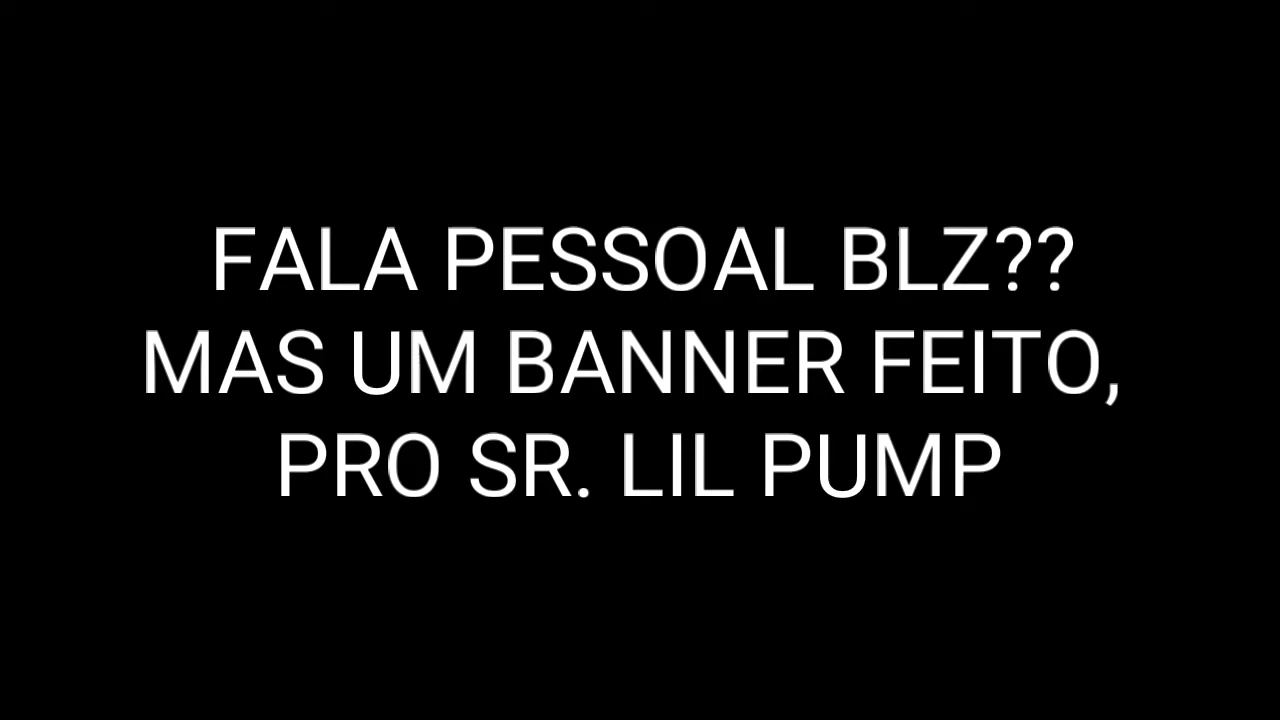 FALA PESSOAL BLZ??
MAS UM BANNER FEITO,
PRO SR. LIL PUMP